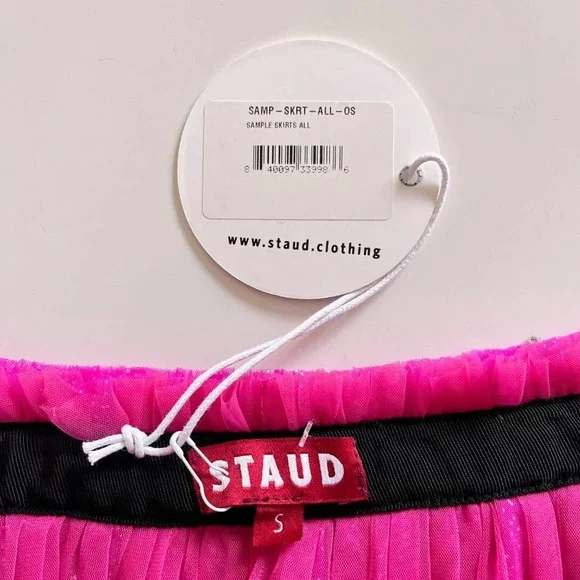 SAMP-SKRT-ALL-OS
SAMPLE SKIRTS ALL
8 40097 33998 6
www.staud.clothing
STAUD
S